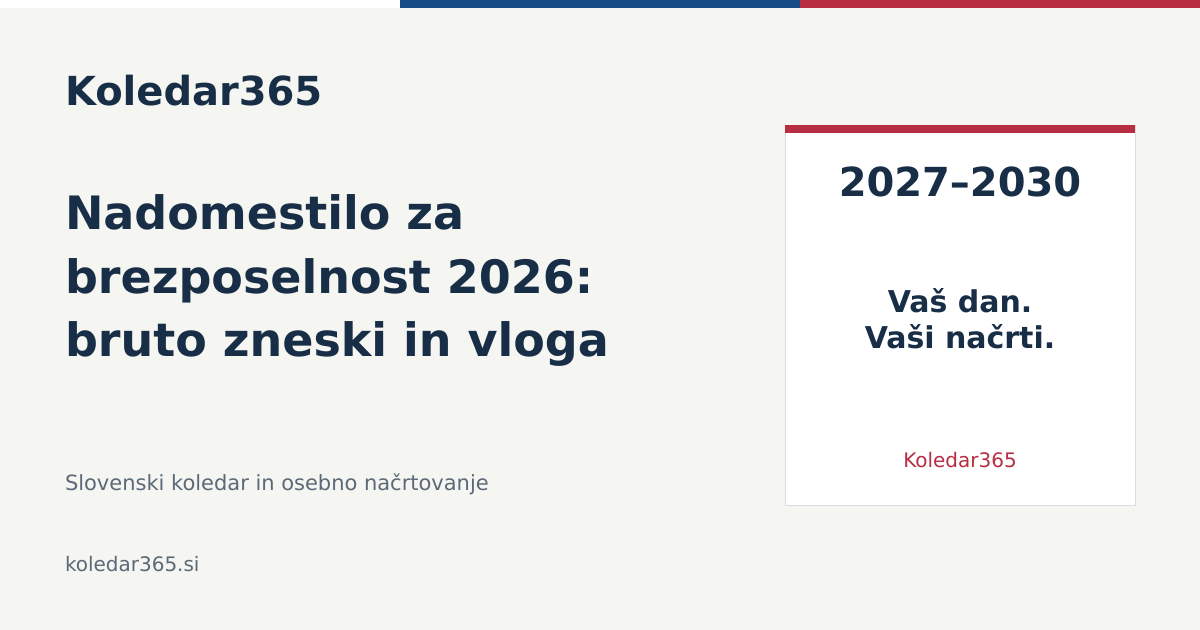 Koledar365
Nadomestilo za
brezposelnost 2026:
bruto zneski in vloga
Slovenski koledar in osebno načrtovanje
koledar365.si
2027–2030
Vaš dan.
Vaši načrti.
Koledar365